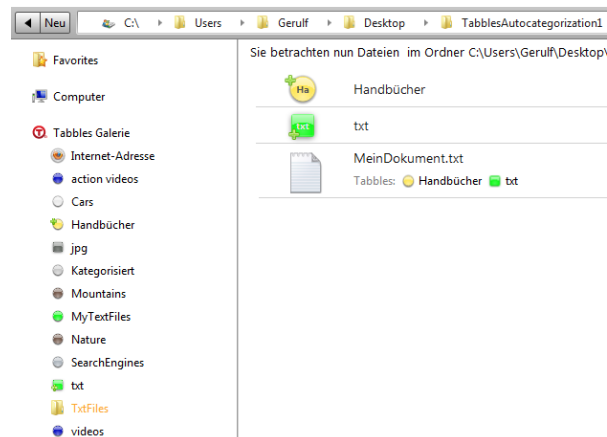 Neu C:\ Users Gerulf Desktop TabblesAutocategorization1
Sie betrachten nun Dateien im Ordner C:\Users\Gerulf\Desktop\
Favorites
Computer
Tabbles Galerie
Internet-Adresse
action videos
Cars
Handbücher
jpg
Kategorisiert
Mountains
MyTextFiles
Nature
SearchEngines
txt
TxtFiles
videos
Ha Handbücher
txt txt
MeinDokument.txt
Tabbles: Handbücher txt